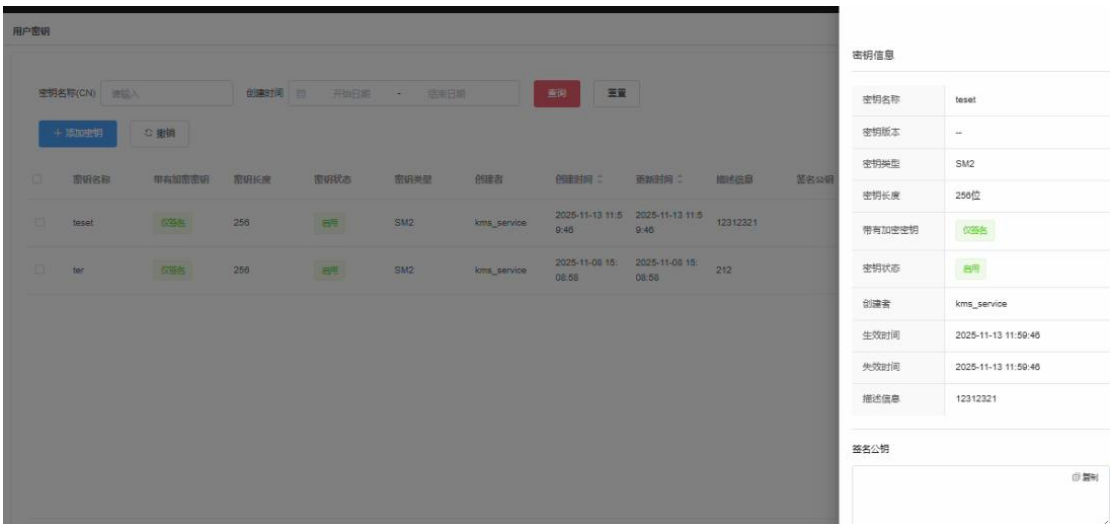 用户密钥
密钥名称(CN) 请输入 创建时间 开始日期 - 结束日期 查询 重置
+ 添加密钥 撤销
密钥名称 带有加密密钥 密钥长度 密钥状态 密钥类型 创建者 创建时间 更新时间 描述信息 签名公钥
teset 仅签名 256 启用 SM2 kms_service 2025-11-13 11:5 2025-11-13 11:5 12312321
9:46 9:46
ter 仅签名 256 启用 SM2 kms_service 2025-11-08 15: 2025-11-08 15: 212
08:58 08:58
密钥信息
密钥名称 teset
密钥版本 --
密钥类型 SM2
密钥长度 256位
带有加密密钥 仅签名
密钥状态 启用
创建者 kms_service
生效时间 2025-11-13 11:59:46
失效时间 2025-11-13 11:59:46
描述信息 12312321
签名公钥
复制